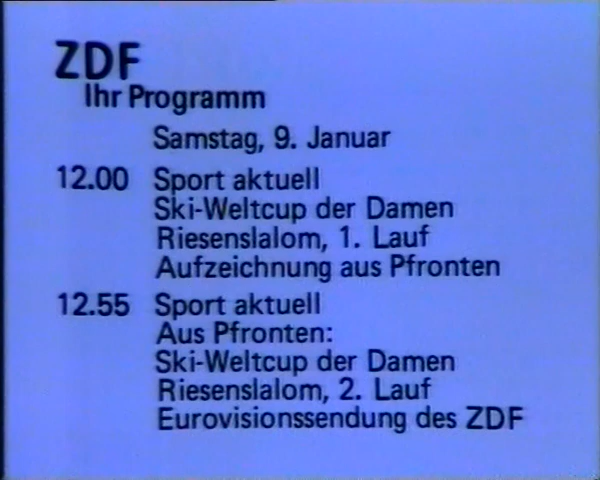 ZDF
Ihr Programm
Samstag, 9. Januar
12.00 Sport aktuell
Ski-Weltcup der Damen
Riesenslalom, 1. Lauf
Aufzeichnung aus Pfronten
12.55 Sport aktuell
Aus Pfronten:
Ski-Weltcup der Damen
Riesenslalom, 2. Lauf
Eurovisionssendung des ZDF